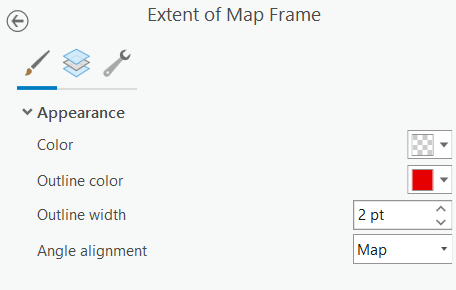 Extent of Map Frame
Appearance
Color
Outline color
Outline width
2 pt
Angle alignment
Map